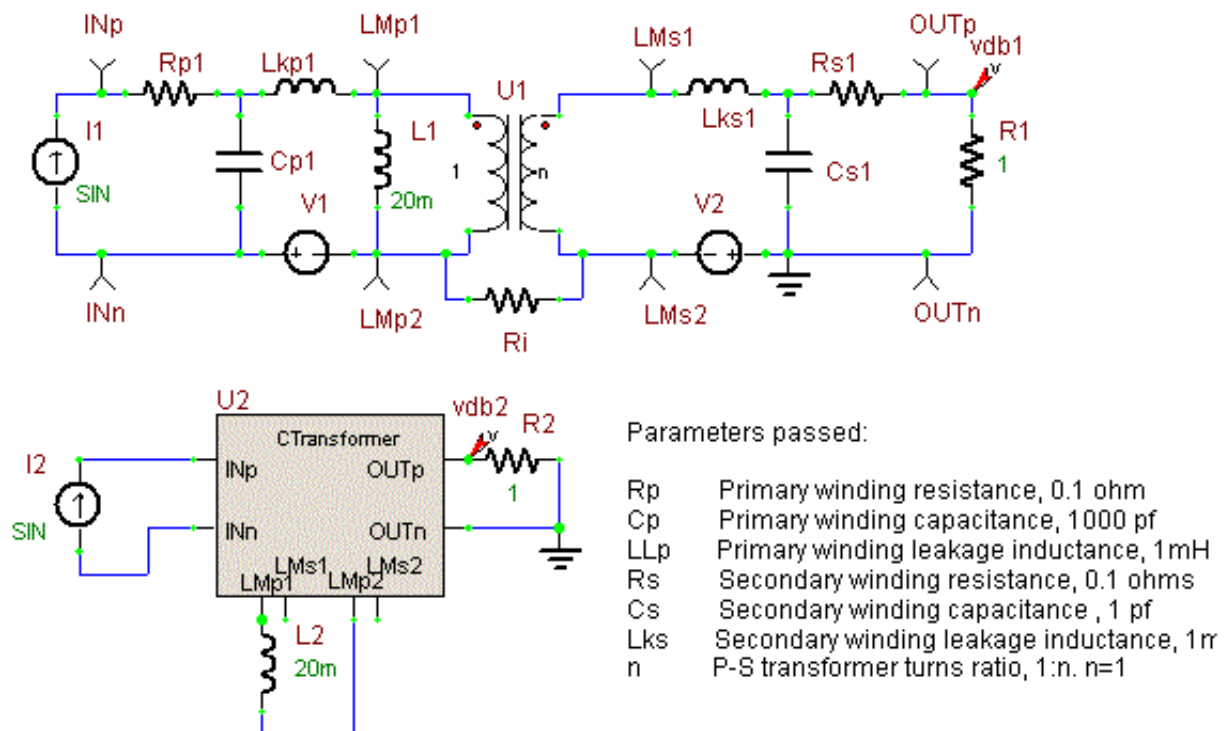 INp
Rp1
Lkp1
LMp1
LMs1
Rs1
OUTp
vdb1
v
U1
I1
Cp1
L1
1
n
Lks1
Cs1
R1
1
SIN
V1
20m
V2
INn
LMp2
Ri
LMs2
OUTn
U2
vdb2
v
R2
CTransformer
I2
INp
OUTp
1
SIN
INn
OUTn
LMp1
LMs1
LMp2
LMs2
L2
20m
Parameters passed:
Rp Primary winding resistance, 0.1 ohm
Cp Primary winding capacitance, 1000 pf
LLp Primary winding leakage inductance, 1mH
Rs Secondary winding resistance, 0.1 ohms
Cs Secondary winding capacitance , 1 pf
Lks Secondary winding leakage inductance, 1m
n P-S transformer turns ratio, 1:n. n=1